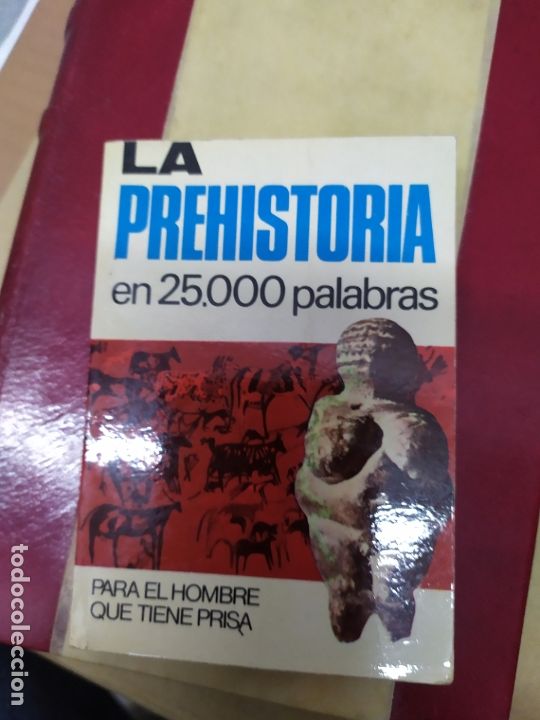 LA
PREHISTORIA
en 25.000 palabras
PARA EL HOMBRE
QUE TIENE PRISA
todocoleccion